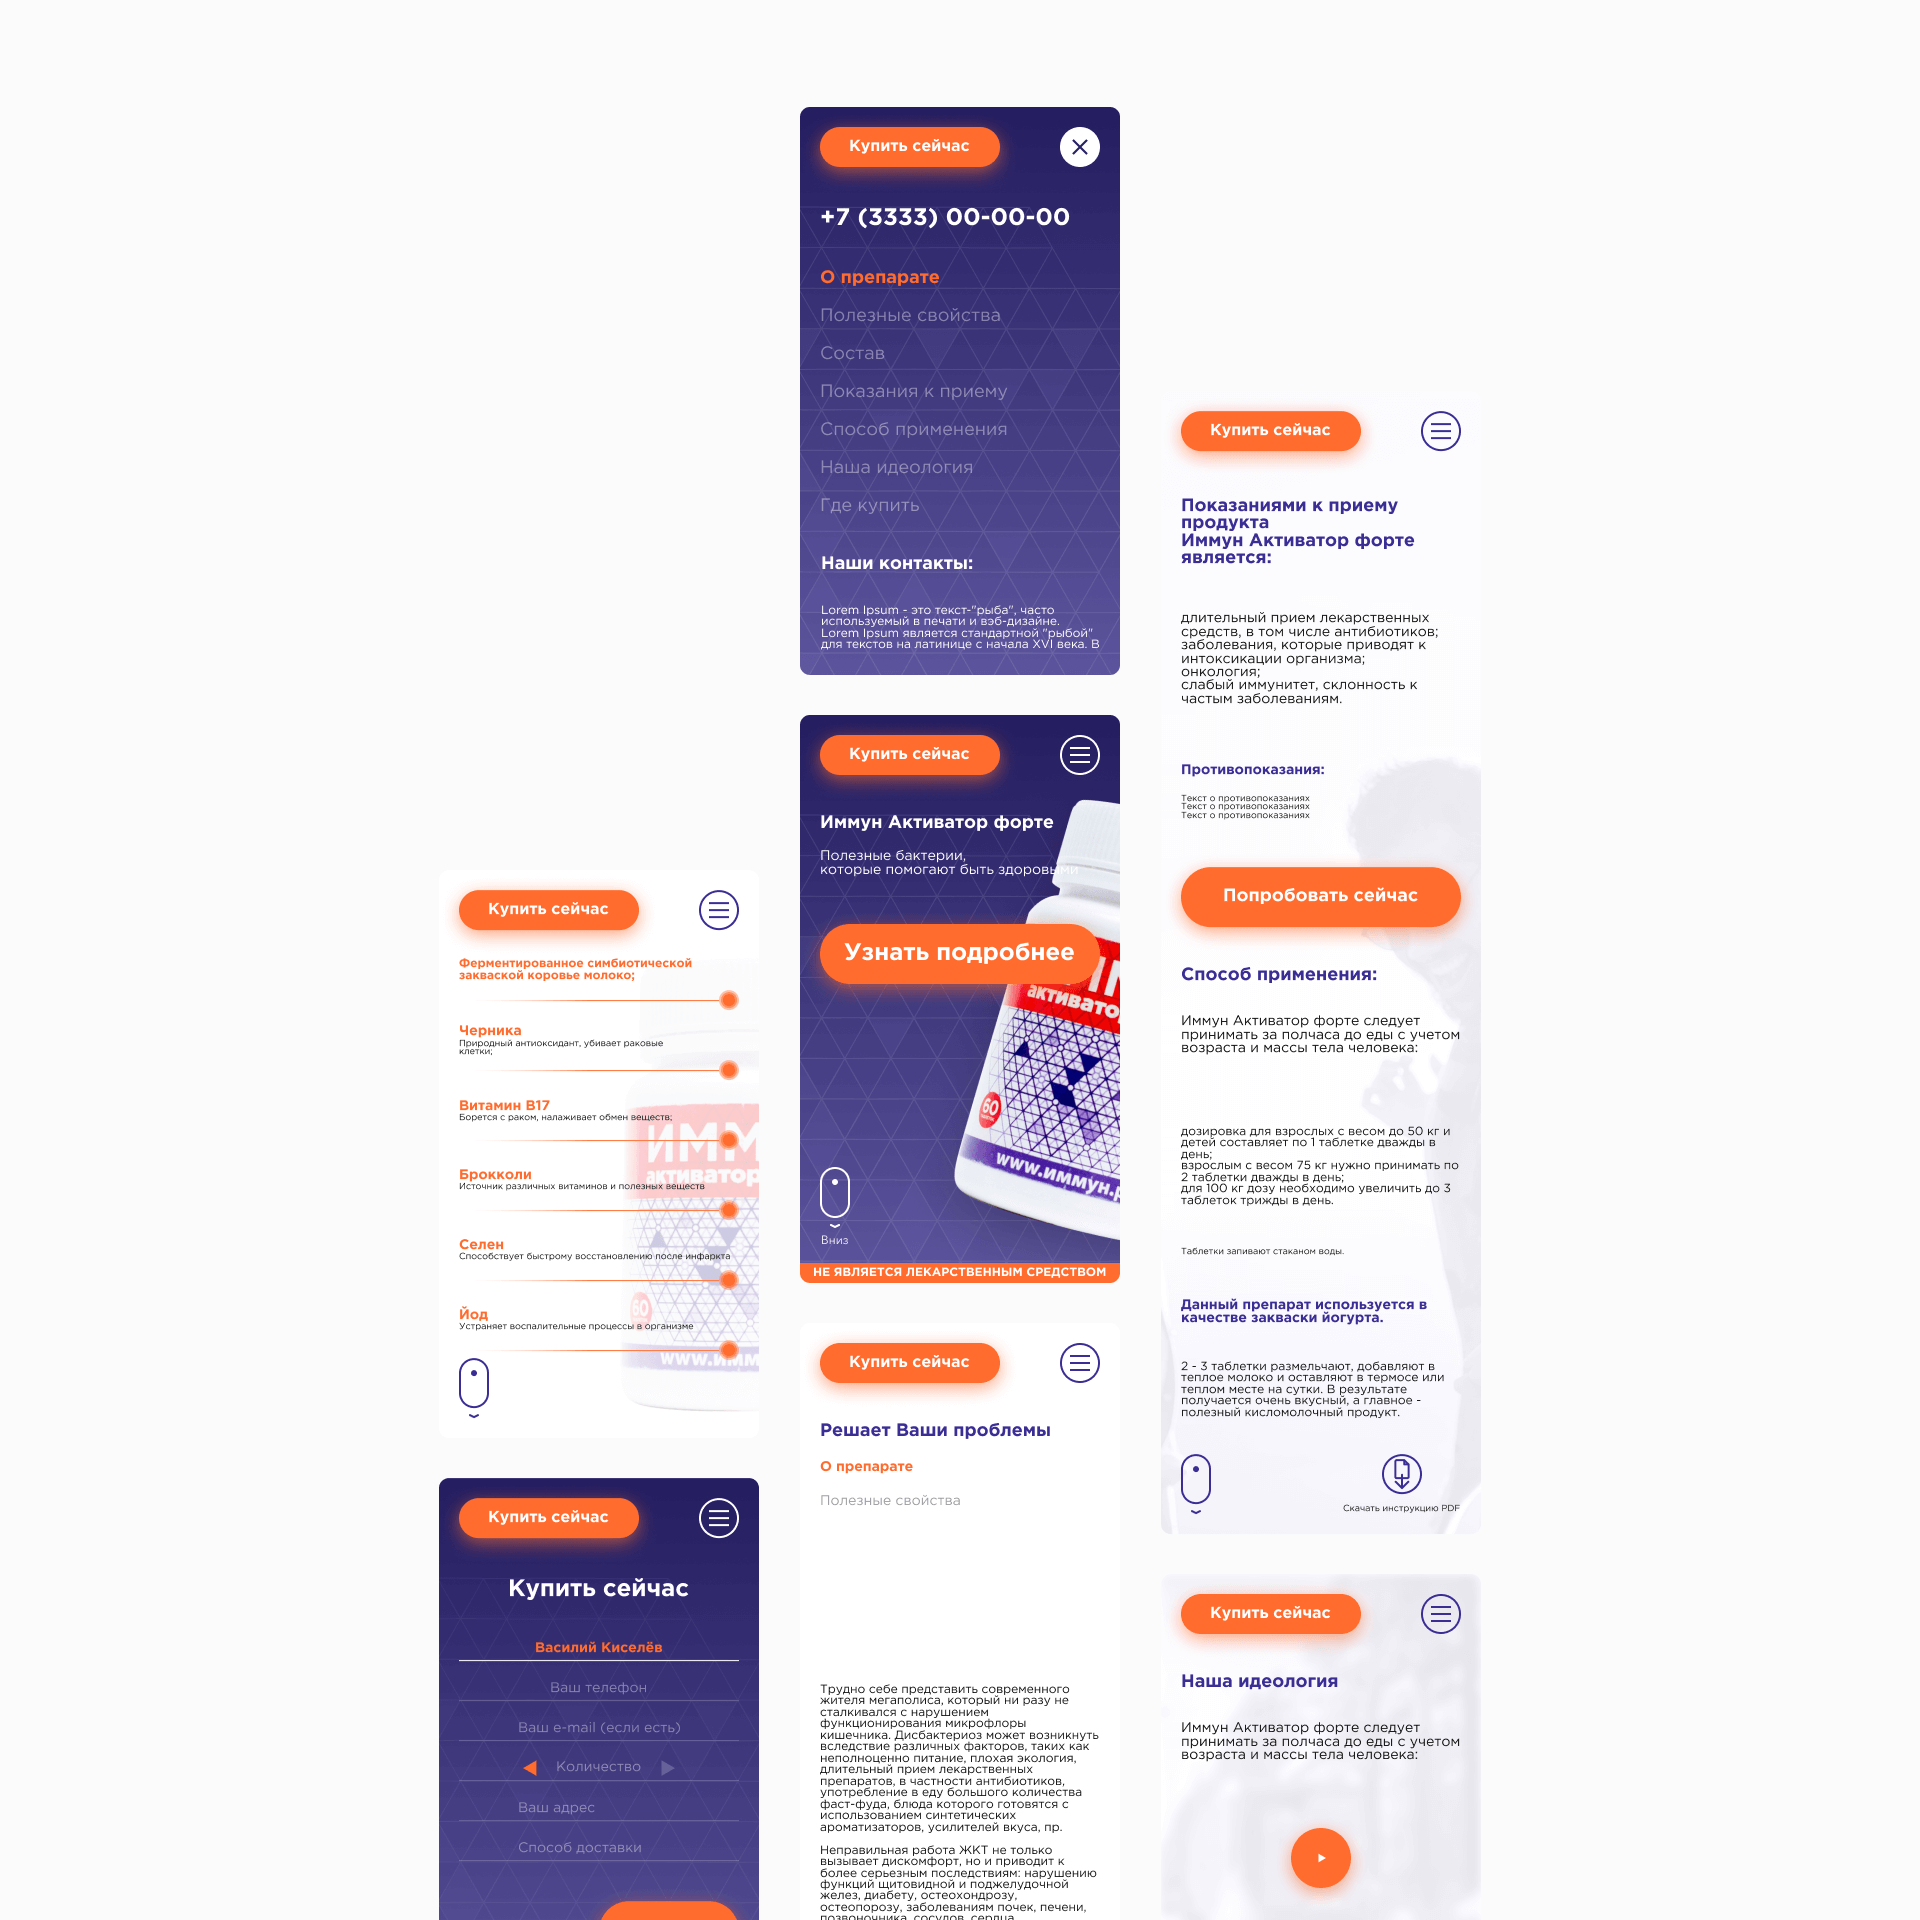 Купить сейчас
Ферментированное симбиотической
закваской коровье молоко;
Черника
Природный антиоксидант, убивает раковые
клетки;
Витамин В17
Борется с раком, налаживает обмен веществ;
Брокколи
Источник различных витаминов и полезных веществ
Селен
Способствует быстрому восстановлению после инфаркта
Йод
Устраняет воспалительные процессы в организме
активатор
60
Купить сейчас
Купить сейчас
Василий Киселёв
Ваш телефон
Ваш e-mail (если есть)
Количество
Ваш адрес
Способ доставки
Купить сейчас
+7 (3333) 00-00-00
О препарате
Полезные свойства
Состав
Показания к приему
Способ применения
Наша идеология
Где купить
Наши контакты:
Lorem Ipsum - это текст-"рыба", часто
используемый в печати и вэб-дизайне.
Lorem Ipsum является стандартной "рыбой"
для текстов на латинице с начала XVI века. В
Купить сейчас
Иммун Активатор форте
Полезные бактерии,
которые помогают быть здоровыми
Узнать подробнее
активатор
60
www.иммун.
Вниз
НЕ ЯВЛЯЕТСЯ ЛЕКАРСТВЕННЫМ СРЕДСТВОМ
Купить сейчас
Решает Ваши проблемы
О препарате
Полезные свойства
Трудно себе представить современного
жителя мегаполиса, который ни разу не
сталкивался с нарушением
функционирования микрофлоры
кишечника. Дисбактериоз может возникнуть
вследствие различных факторов, таких как
неполноценно питание, плохая экология,
длительный прием лекарственных
препаратов, в частности антибиотиков,
употребление в еду большого количества
фаст-фуда, блюда которого готовятся с
использованием синтетических
ароматизаторов, усилителей вкуса, пр.
Неправильная работа ЖКТ не только
вызывает дискомфорт, но и приводит к
более серьезным последствиям: нарушению
функций щитовидной и поджелудочной
желез, диабету, остеохондрозу,
остеопорозу, заболеваниям почек, печени,
позвоночника, сосудов, сердца
Купить сейчас
Показаниями к приему
продукта
Иммун Активатор форте
является:
длительный прием лекарственных
средств, в том числе антибиотиков;
заболевания, которые приводят к
интоксикации организма;
онкология;
слабый иммунитет, склонность к
частым заболеваниям.
Противопоказания:
Текст о противопоказаниях
Текст о противопоказаниях
Текст о противопоказаниях
Попробовать сейчас
Способ применения:
Иммун Активатор форте следует
принимать за полчаса до еды с учетом
возраста и массы тела человека:
дозировка для взрослых с весом до 50 кг и
детей составляет по 1 таблетке дважды в
день;
взрослым с весом 75 кг нужно принимать по
2 таблетки дважды в день;
для 100 кг дозу необходимо увеличить до 3
таблеток трижды в день.
Таблетки запивают стаканом воды.
Данный препарат используется в
качестве закваски йогурта.
2 - 3 таблетки размельчают, добавляют в
теплое молоко и оставляют в термосе или
теплом месте на сутки. В результате
получается очень вкусный, а главное -
полезный кисломолочный продукт.
Скачать инструкцию PDF
Купить сейчас
Наша идеология
Иммун Активатор форте следует
принимать за полчаса до еды с учетом
возраста и массы тела человека: